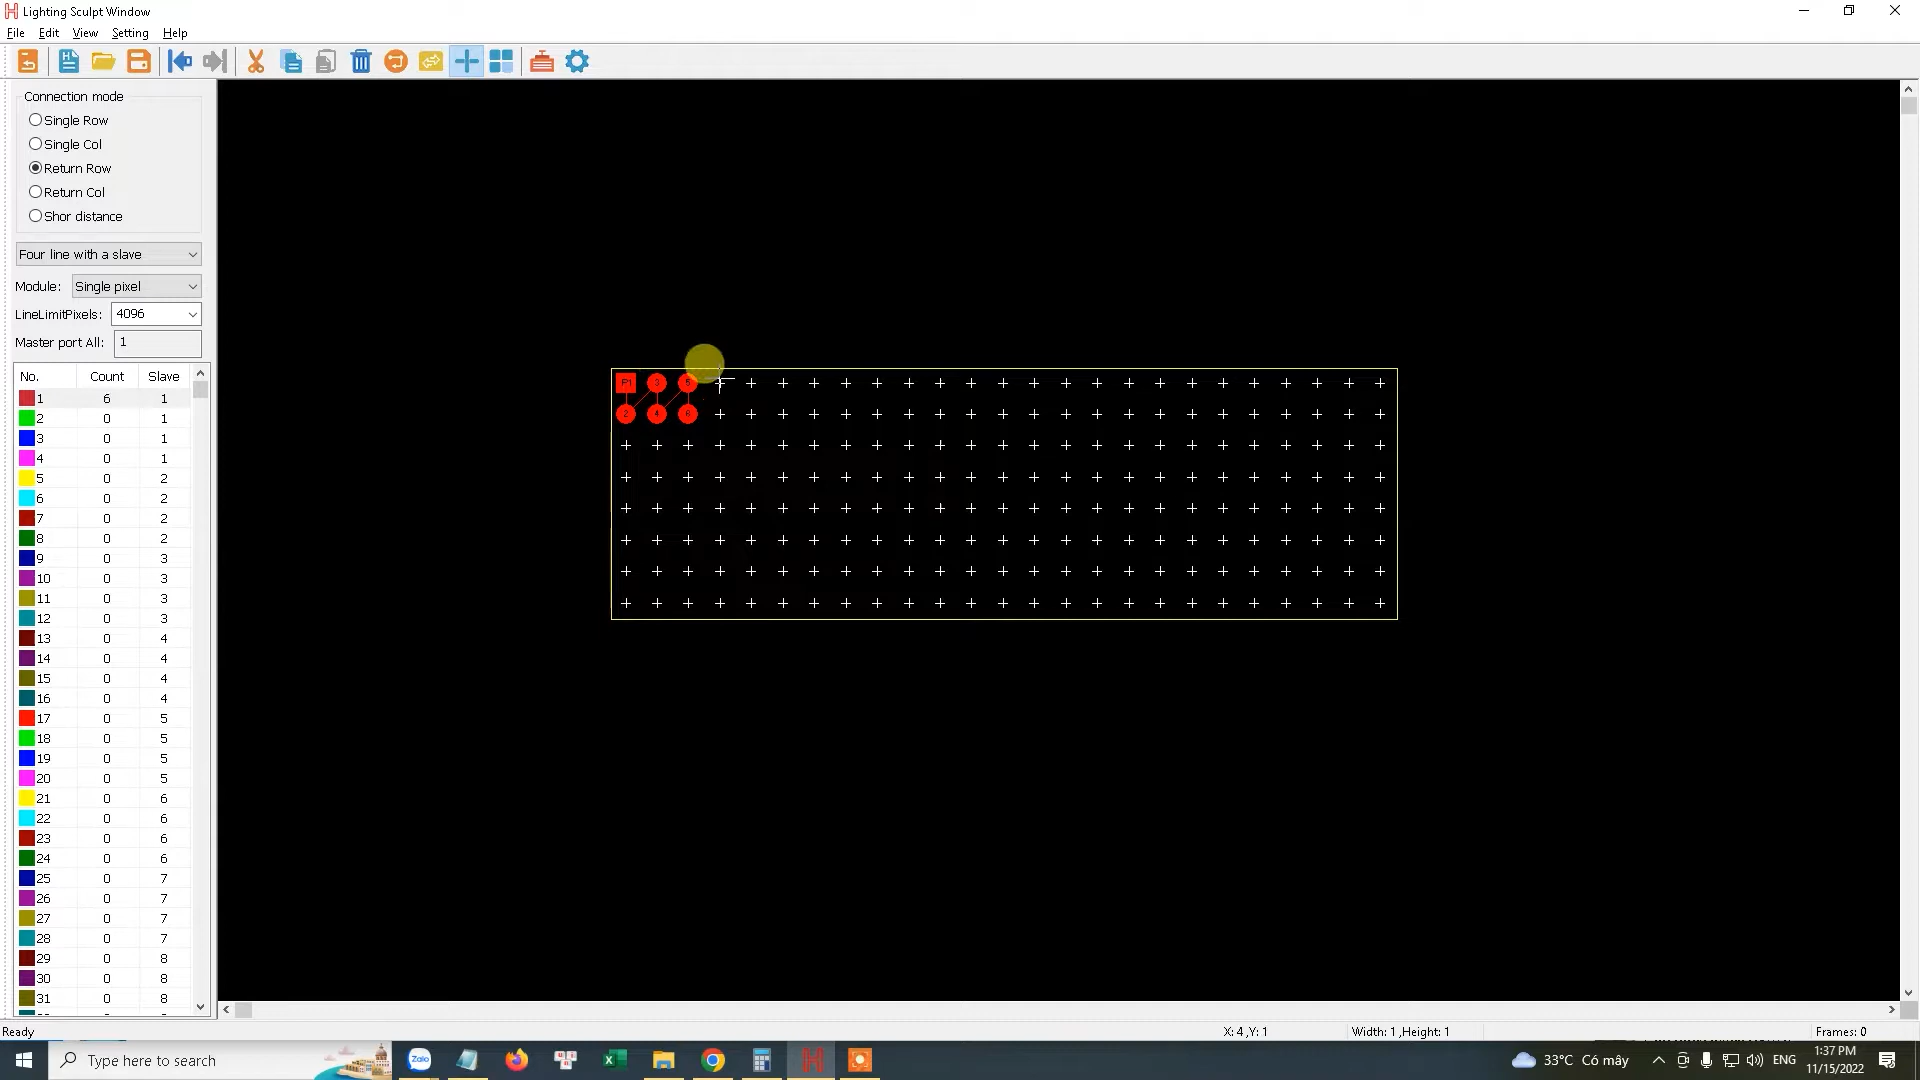 Lighting Sculpt Window
File Edit View Setting Help
Connection mode
Single Row
Single Col
Return Row
Return Col
Shor distance
Four line with a slave
Module: Single pixel
LineLimitPixels: 4096
Master port All: 1
No. Count Slave
1 6 1
2 0 1
3 0 1
4 0 1
5 0 2
6 0 2
7 0 2
8 0 2
9 0 3
10 0 3
11 0 3
12 0 3
13 0 4
14 0 4
15 0 4
16 0 4
17 0 5
18 0 5
19 0 5
20 0 5
21 0 6
22 0 6
23 0 6
24 0 6
25 0 7
26 0 7
27 0 7
28 0 7
29 0 8
30 0 8
31 0 8
P1 3 5
2 4 6
Ready X: 4 ,Y: 1 Width: 1 ,Height: 1 Frames: 0
Type here to search Zalo 33°C Có mây ENG 1:37 PM
11/15/2022